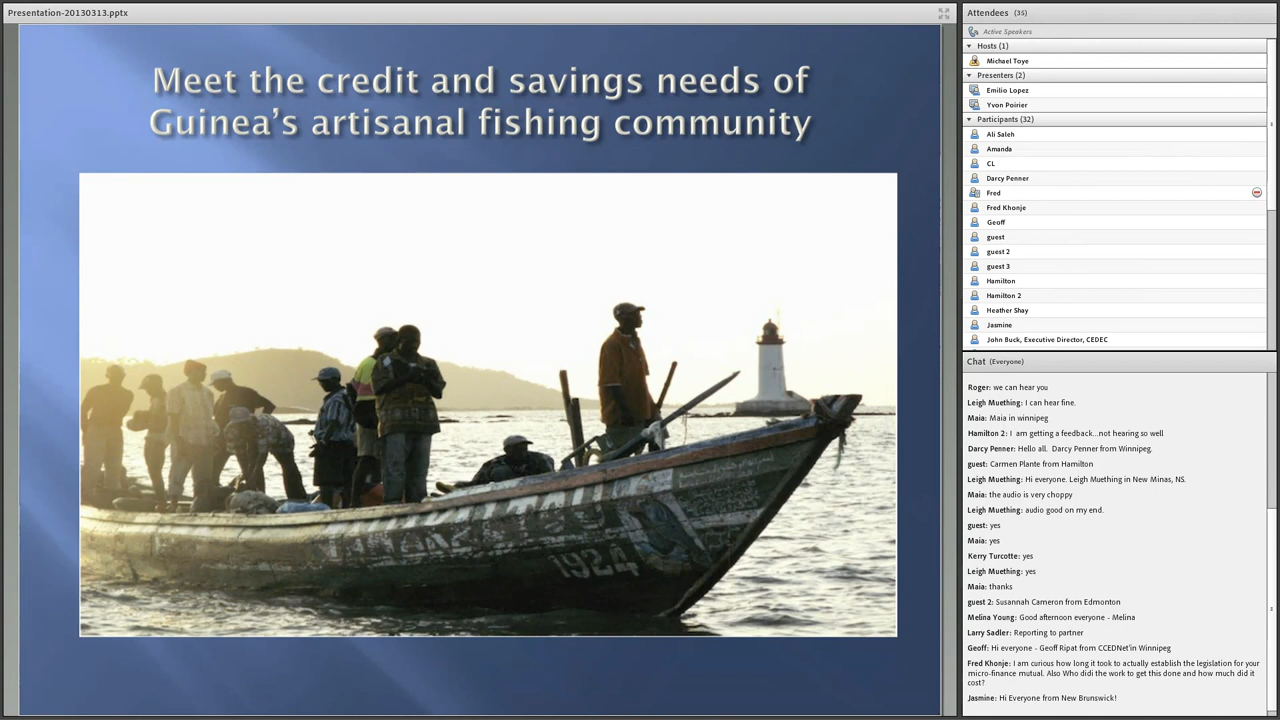 Presentation-20130313.pptx
Meet the credit and savings needs of
Guinea's artisanal fishing community
1924
Attendees (35)
Active Speakers
Hosts (1)
Michael Toye
Presenters (2)
Emilio Lopez
Yvon Poirier
Participants (32)
Ali Saleh
Amanda
CL
Darcy Penner
Fred
Fred Khonje
Geoff
guest
guest 2
guest 3
Hamilton
Hamilton 2
Heather Shay
Jasmine
John Buck, Executive Director, CEDEC
Chat (Everyone)
Roger: we can hear you
Leigh Muething: I can hear fine.
Maia: Maia in winnipeg
Hamilton 2: I am getting a feedback...not hearing so well
Darcy Penner: Hello all. Darcy Penner from Winnipeg.
guest: Carmen Plante from Hamilton
Leigh Muething: Hi everyone. Leigh Muething in New Minas, NS.
Maia: the audio is very choppy
Leigh Muething: audio good on my end.
guest: yes
Maia: yes
Kerry Turcotte: yes
Leigh Muething: yes
Maia: thanks
guest 2: Susannah Cameron from Edmonton
Melina Young: Good afternoon everyone - Melina
Larry Sadler: Reporting to partner
Geoff: Hi everyone - Geoff Ripat from CCEDNet'in Winnipeg
Fred Khonje: I am curious how long it took to actually establish the legislation for your
micro-finance mutual. Also Who didi the work to get this done and how much did it
cost?
Jasmine: Hi Everyone from New Brunswick!